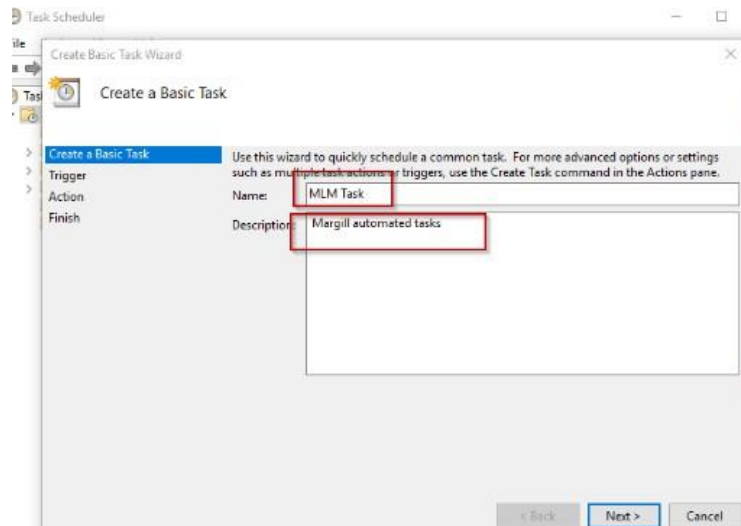 Task Scheduler
ile
Create Basic Task Wizard
Create a Basic Task
Tas
Create a Basic Task
Trigger
Action
Finish
Use this wizard to quickly schedule a common task. For more advanced options or settings
such as multiple task actions or triggers, use the Create Task command in the Actions pane.
Name:
MLM Task
Description:
Margill automated tasks
< Back
Next >
Cancel